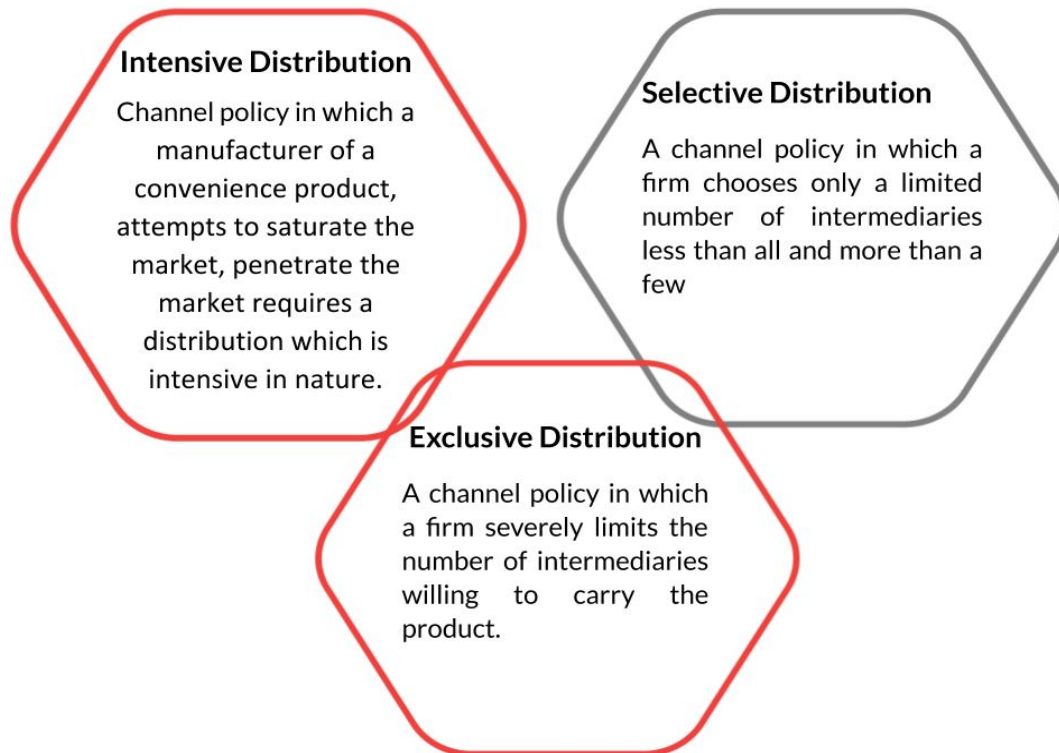 Intensive Distribution
Channel policy in which a
manufacturer of a
convenience product,
attempts to saturate the
market, penetrate the
market requires a
distribution which is
intensive in nature.
Selective Distribution
A channel policy in which a
firm chooses only a limited
number of intermediaries
less than all and more than a
few
Exclusive Distribution
A channel policy in which
a firm severely limits the
number of intermediaries
willing to carry the
product.